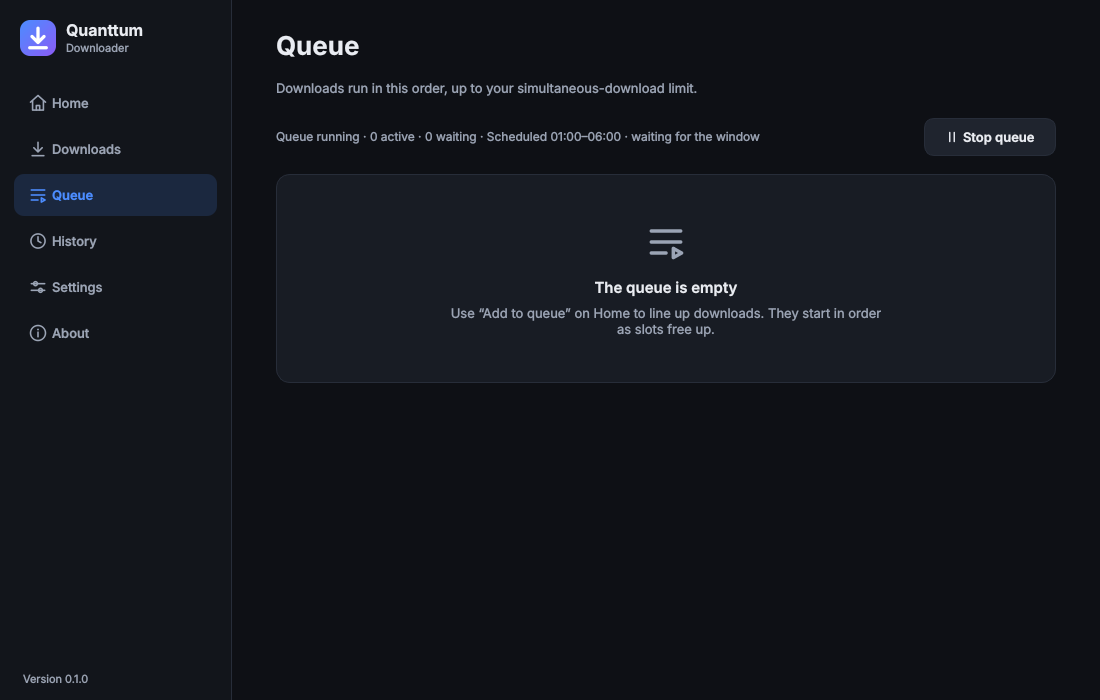 Quanttum
Downloader
Home
Downloads
Queue
History
Settings
About
Version 0.1.0
Queue
Downloads run in this order, up to your simultaneous-download limit.
Queue running · 0 active · 0 waiting · Scheduled 01:00–06:00 · waiting for the window
Stop queue
The queue is empty
Use “Add to queue” on Home to line up downloads. They start in order
as slots free up.